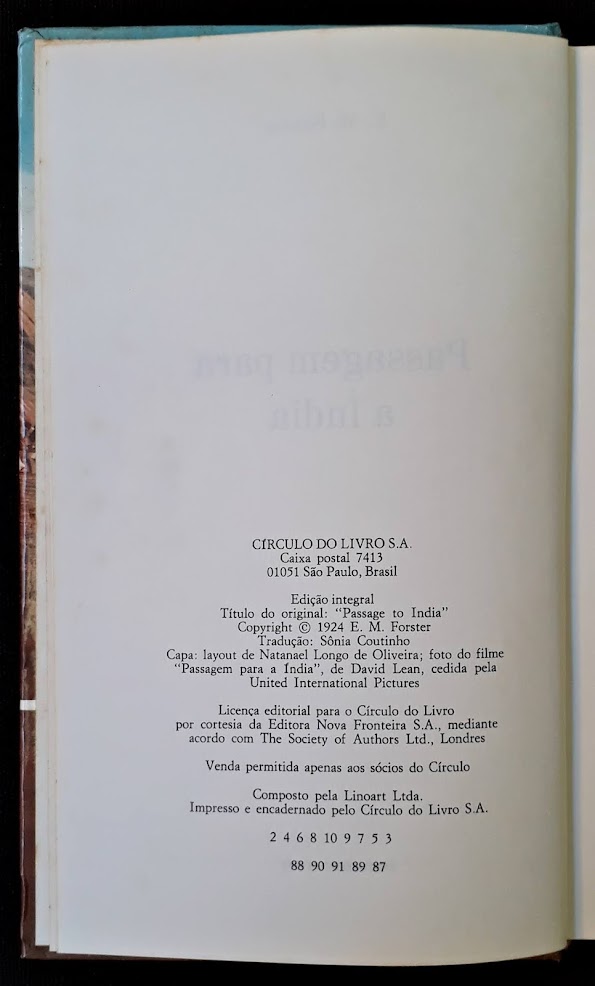 CÍRCULO DO LIVRO S.A.
Caixa postal 7413
01051 São Paulo, Brasil
Edição integral
Título do original: “Passage to India”
Copyright © 1924 E. M. Forster
Tradução: Sônia Coutinho
Capa: layout de Natanael Longo de Oliveira; foto do filme
“Passagem para a Índia”, de David Lean, cedida pela
United International Pictures
Licença editorial para o Círculo do Livro
por cortesia da Editora Nova Fronteira S.A., mediante
acordo com The Society of Authors Ltd., Londres
Venda permitida apenas aos sócios do Círculo
Composto pela Linoart Ltda.
Impresso e encadernado pelo Círculo do Livro S.A.
2 4 6 8 10 9 7 5 3
88 90 91 89 87